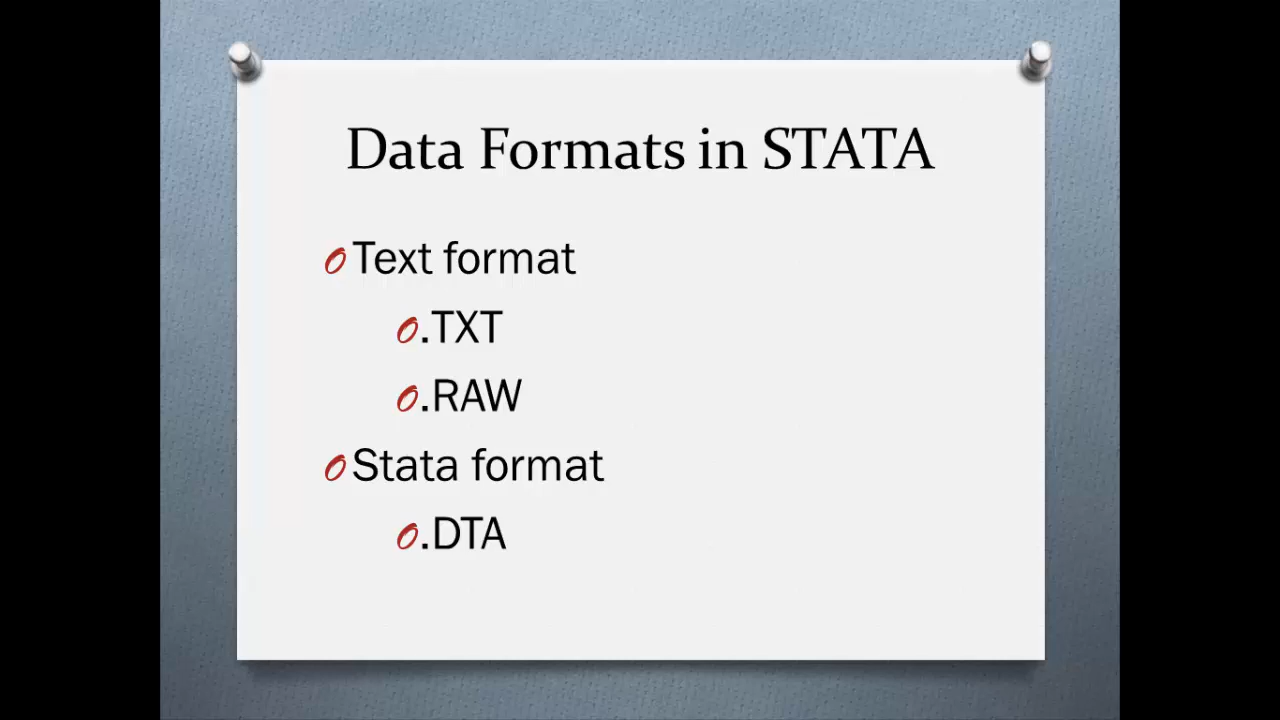 Data Formats in STATA
Text format
.TXT
.RAW
Stata format
.DTA